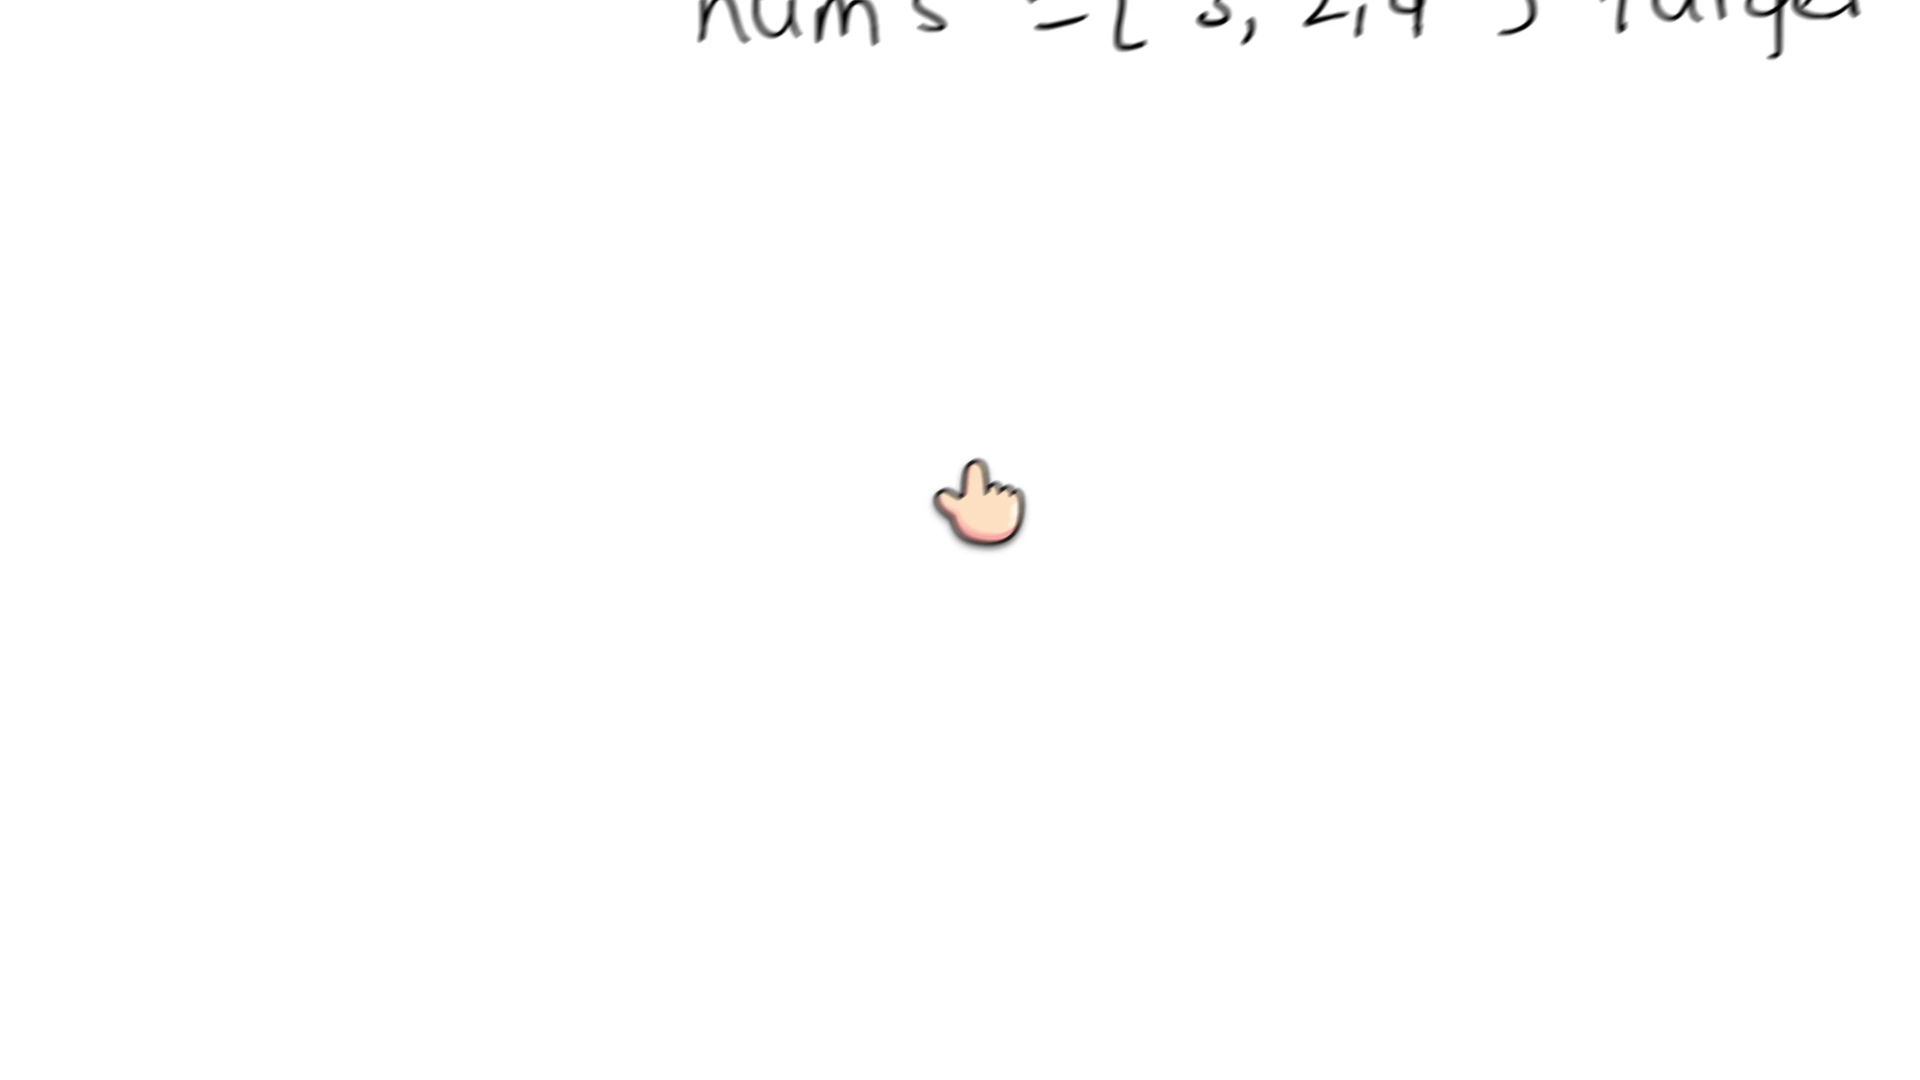 nums = [ 3, 2,4 ] target